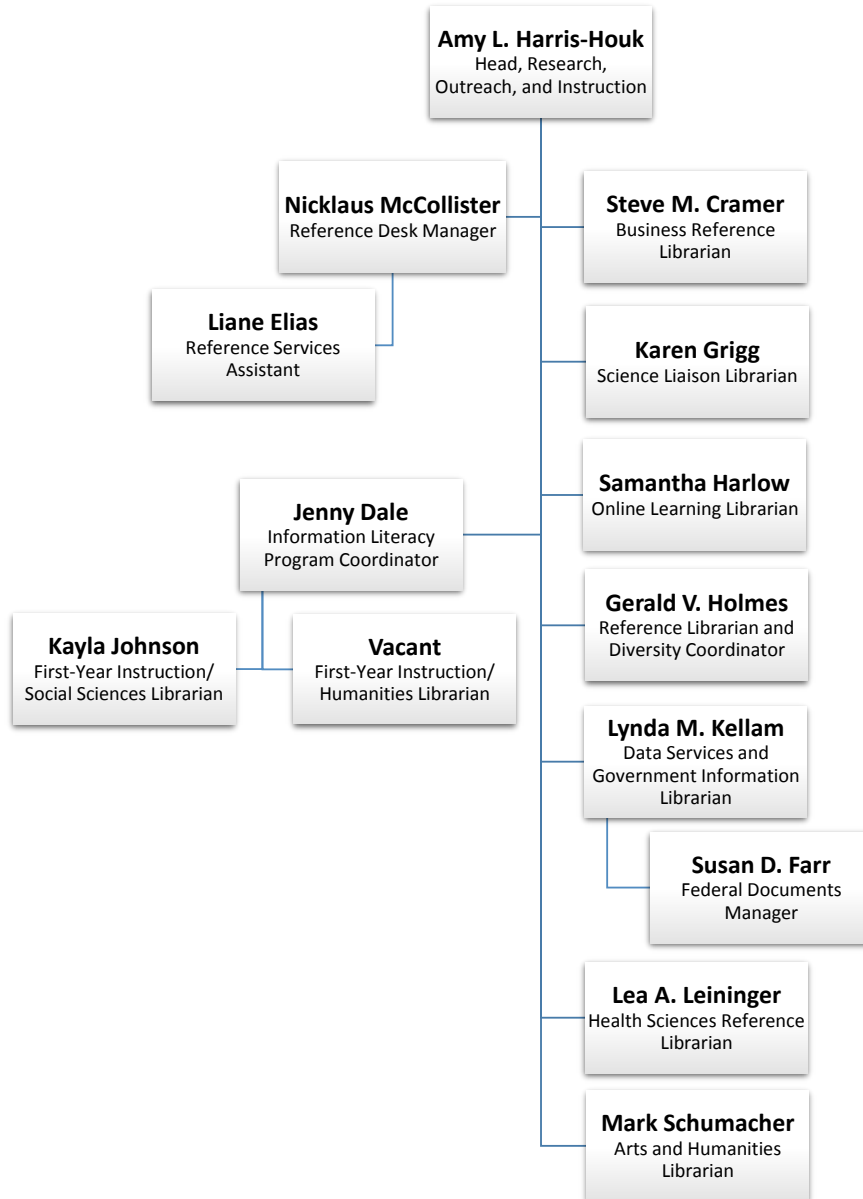 Amy L. Harris-Houk
Head, Research,
Outreach, and Instruction
Nicklaus McCollister
Reference Desk Manager
Steve M. Cramer
Business Reference
Librarian
Liane Elias
Reference Services
Assistant
Karen Grigg
Science Liaison Librarian
Samantha Harlow
Online Learning Librarian
Jenny Dale
Information Literacy
Program Coordinator
Gerald V. Holmes
Reference Librarian and
Diversity Coordinator
Kayla Johnson
First-Year Instruction/
Social Sciences Librarian
Vacant
First-Year Instruction/
Humanities Librarian
Lynda M. Kellam
Data Services and
Government Information
Librarian
Susan D. Farr
Federal Documents
Manager
Lea A. Leininger
Health Sciences Reference
Librarian
Mark Schumacher
Arts and Humanities
Librarian